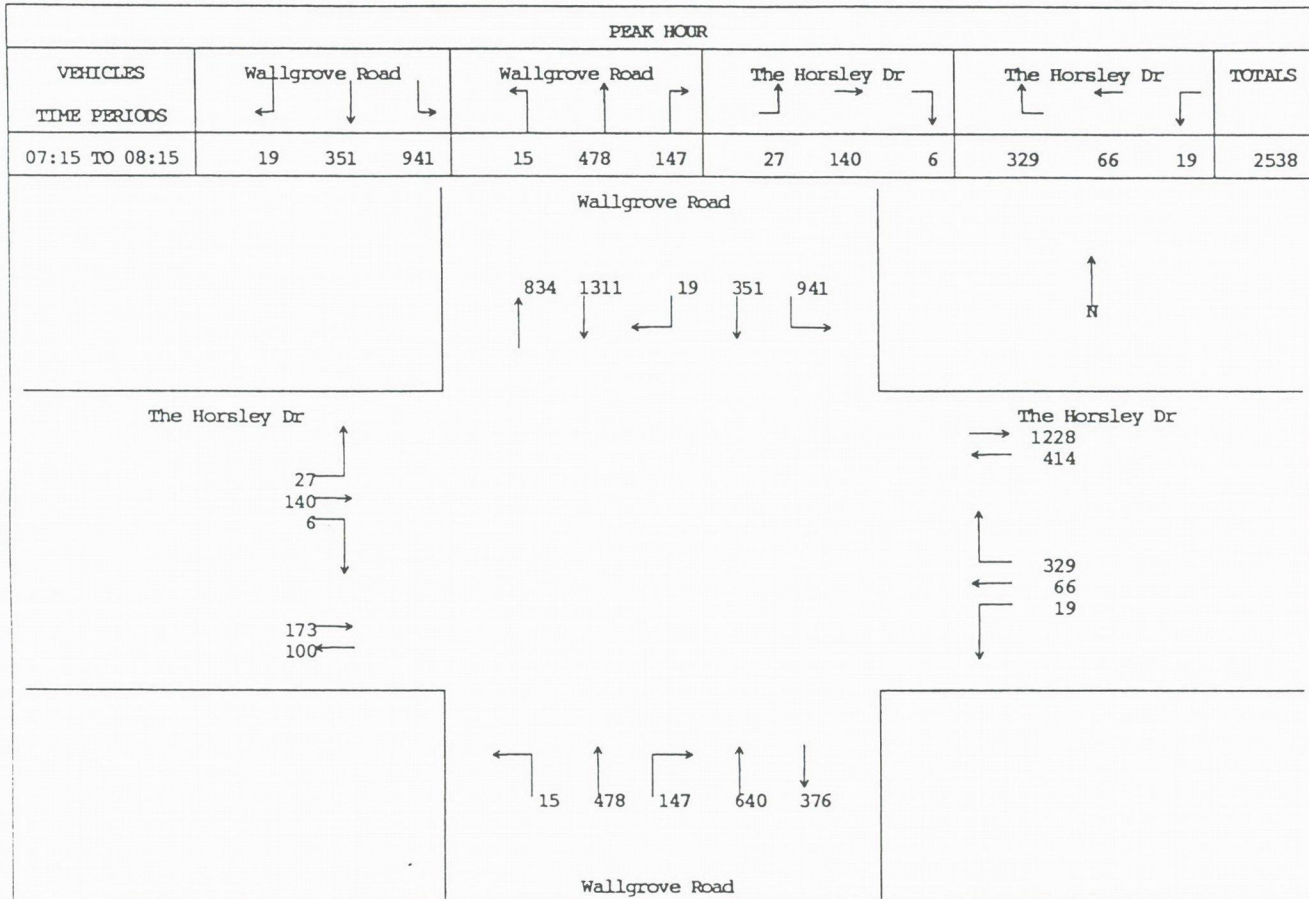 PEAK HOUR
VEHICLES Wallgrove Road Wallgrove Road The Horsley Dr The Horsley Dr TOTALS
TIME PERIODS
07:15 TO 08:15 19 351 941 15 478 147 27 140 6 329 66 19 2538
Wallgrove Road
834 1311 19 351 941
N
The Horsley Dr The Horsley Dr
1228
414
27
140
6
329
66
19
173
100
15 478 147 640 376
Wallgrove Road